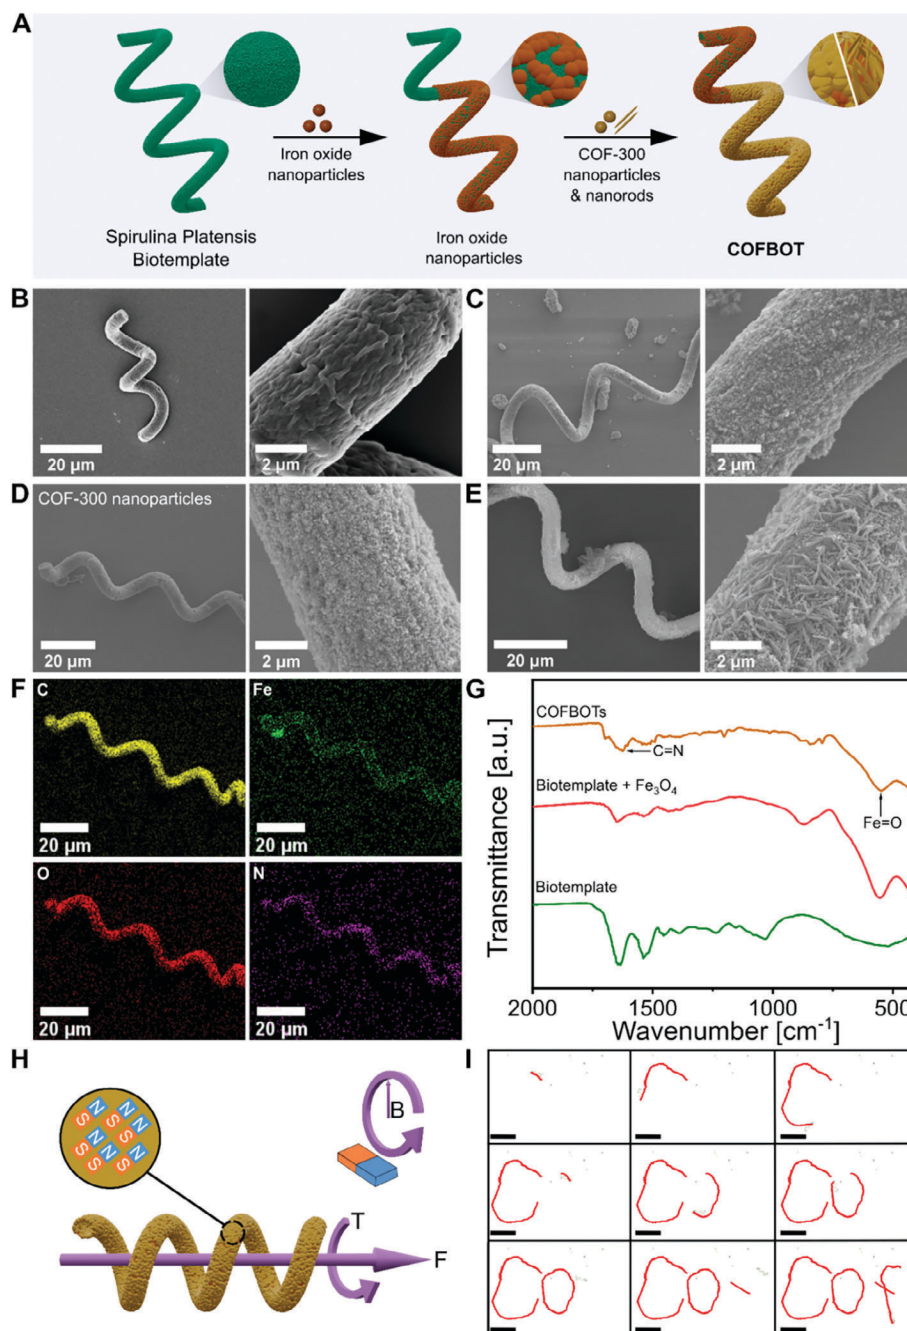 A
Iron oxide
nanoparticles
COF-300
nanoparticles
& nanorods
Spirulina Platensis
Biotemplate
Iron oxide
nanoparticles
COFBOT
B
20 µm
2 µm
C
20 µm
2 µm
D
COF-300 nanoparticles
20 µm
2 µm
E
20 µm
2 µm
F
C
20 µm
Fe
20 µm
O
20 µm
N
20 µm
G
Transmittance [a.u.]
COFBOTs
C=N
Biotemplate + Fe₃O₄
Fe=O
Biotemplate
2000
1500
1000
500
Wavenumber [cm⁻¹]
H
N
S
N
S
N
S
N
S
N
S
N
S
B
T
F
I